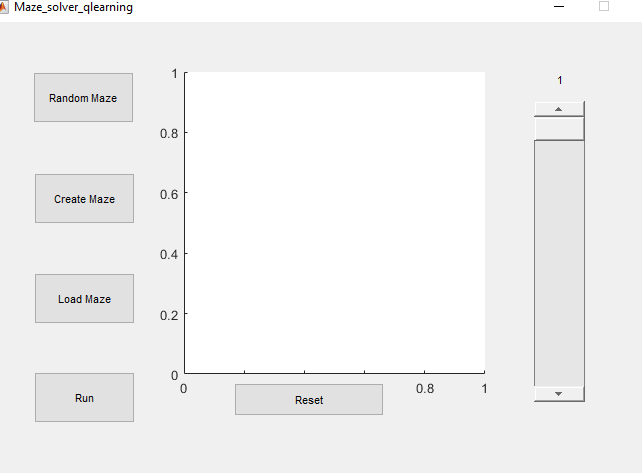 Maze_solver_qlearning
Random Maze
Create Maze
Load Maze
Run
1
0.8
0.6
0.4
0.2
0
0
0.8
1
Reset
1